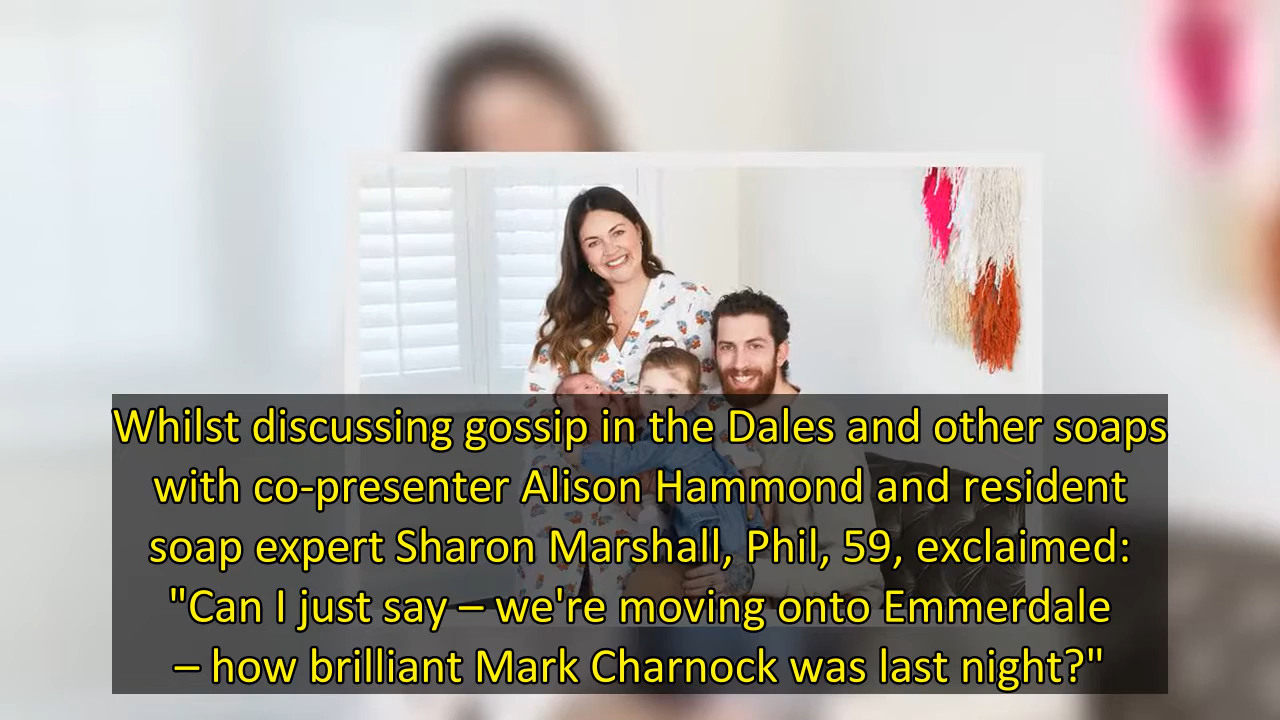 Whilst discussing gossip in the Dales and other soaps
with co-presenter Alison Hammond and resident
soap expert Sharon Marshall, Phil, 59, exclaimed:
"Can I just say – we're moving onto Emmerdale
– how brilliant Mark Charnock was last night?"